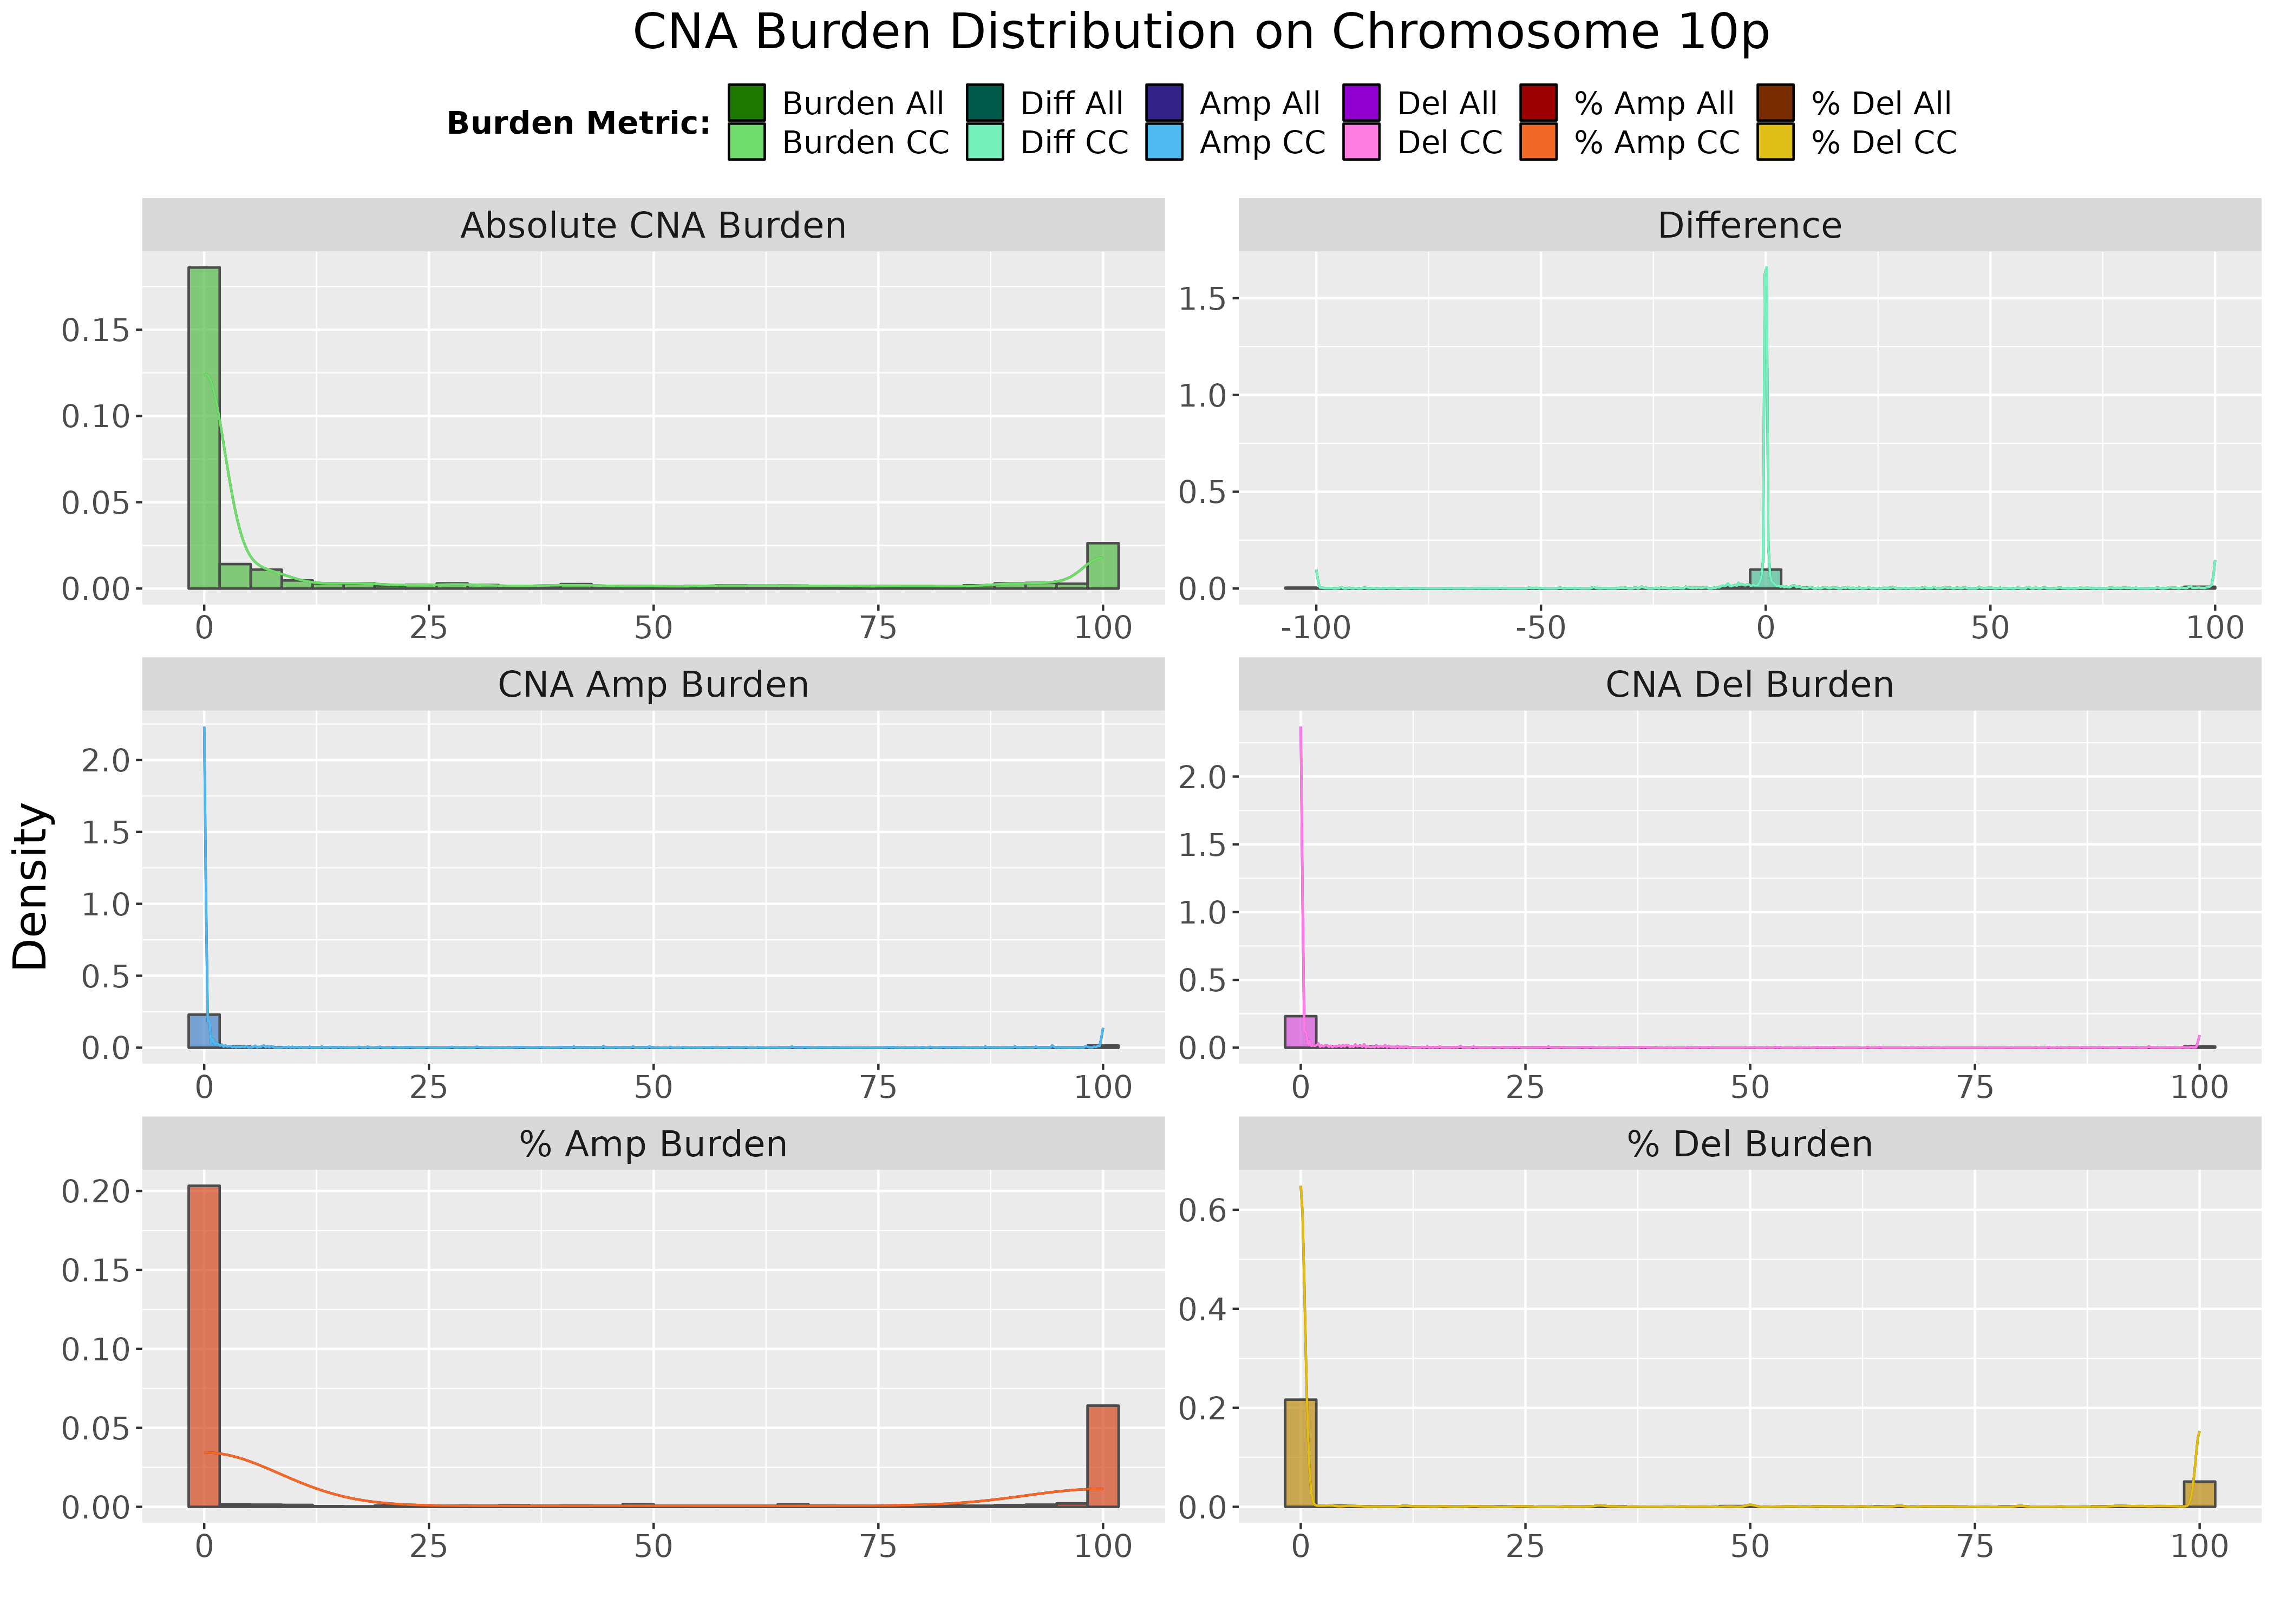 CNA Burden Distribution on Chromosome 10p
Burden Metric:
Burden All Diff All Amp All Del All % Amp All % Del All
Burden CC Diff CC Amp CC Del CC % Amp CC % Del CC
Absolute CNA Burden
0.15
0.10
0.05
0.00
0 25 50 75 100
Difference
1.5
1.0
0.5
0.0
-100 -50 0 50 100
Density
CNA Amp Burden
2.0
1.5
1.0
0.5
0.0
0 25 50 75 100
CNA Del Burden
2.0
1.5
1.0
0.5
0.0
0 25 50 75 100
% Amp Burden
0.20
0.15
0.10
0.05
0.00
0 25 50 75 100
% Del Burden
0.6
0.4
0.2
0.0
0 25 50 75 100